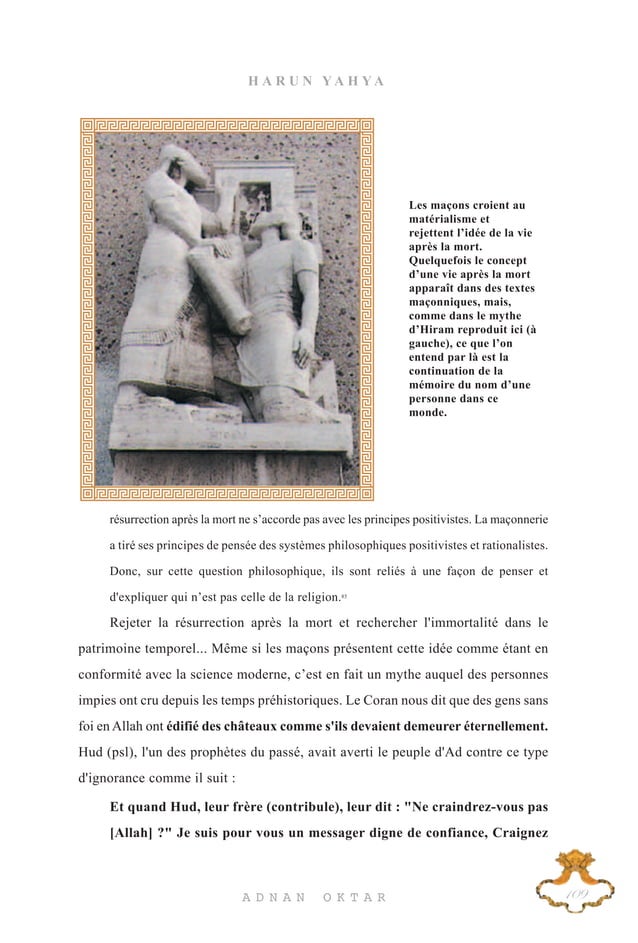 HARUN YAHYA
Les maçons croient au
matérialisme et
rejettent l’idée de la vie
après la mort.
Quelquefois le concept
d’une vie après la mort
apparaît dans des textes
maçonniques, mais,
comme dans le mythe
d’Hiram reproduit ici (à
gauche), ce que l’on
entend par là est la
continuation de la
mémoire du nom d’une
personne dans ce
monde.
résurrection après la mort ne s’accorde pas avec les principes positivistes. La maçonnerie
a tiré ses principes de pensée des systèmes philosophiques positivistes et rationalistes.
Donc, sur cette question philosophique, ils sont reliés à une façon de penser et
d'expliquer qui n’est pas celle de la religion.
Rejeter la résurrection après la mort et rechercher l'immortalité dans le
patrimoine temporel... Même si les maçons présentent cette idée comme étant en
conformité avec la science moderne, c’est en fait un mythe auquel des personnes
impies ont cru depuis les temps préhistoriques. Le Coran nous dit que des gens sans
foi en Allah ont édifié des châteaux comme s'ils devaient demeurer éternellement.
Hud (psl), l'un des prophètes du passé, avait averti le peuple d'Ad contre ce type
d'ignorance comme il suit :
Et quand Hud, leur frère (contribule), leur dit : "Ne craindrez-vous pas
[Allah] ?" Je suis pour vous un messager digne de confiance, Craignez
109
ADNAN OKTAR